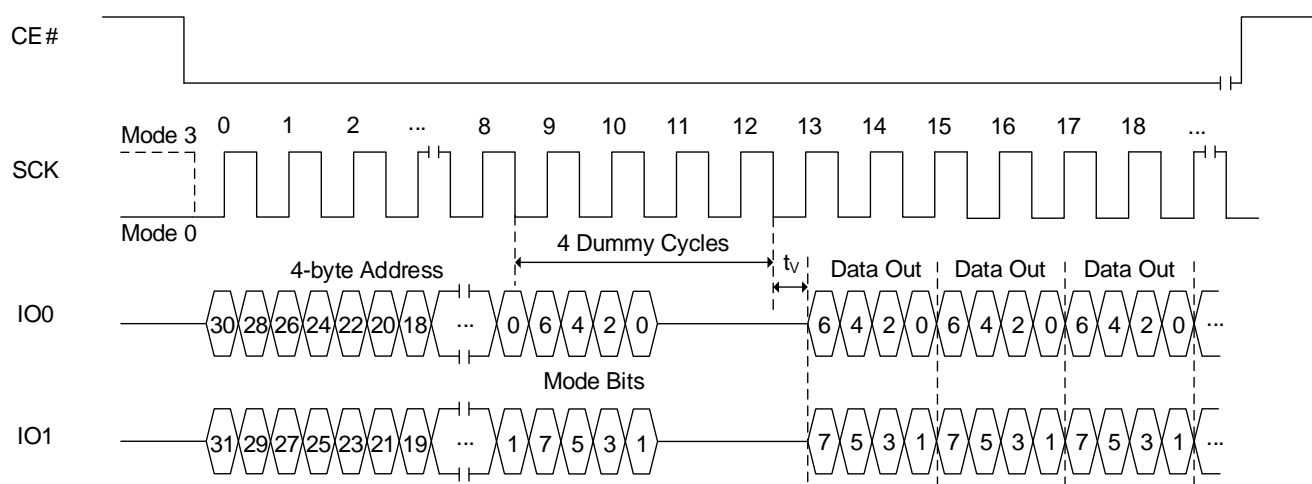 CE#
Mode 3
0 1 2 ... 8 9 10 11 12 13 14 15 16 17 18 ...
SCK
Mode 0
4 Dummy Cycles
4-byte Address
tV
Data Out Data Out Data Out
IO0
30 28 26 24 22 20 18 ... 0 6 4 2 0 6 4 2 0 6 4 2 0 6 4 2 0 ...
Mode Bits
IO1
31 29 27 25 23 21 19 ... 1 7 5 3 1 7 5 3 1 7 5 3 1 7 5 3 1 ...